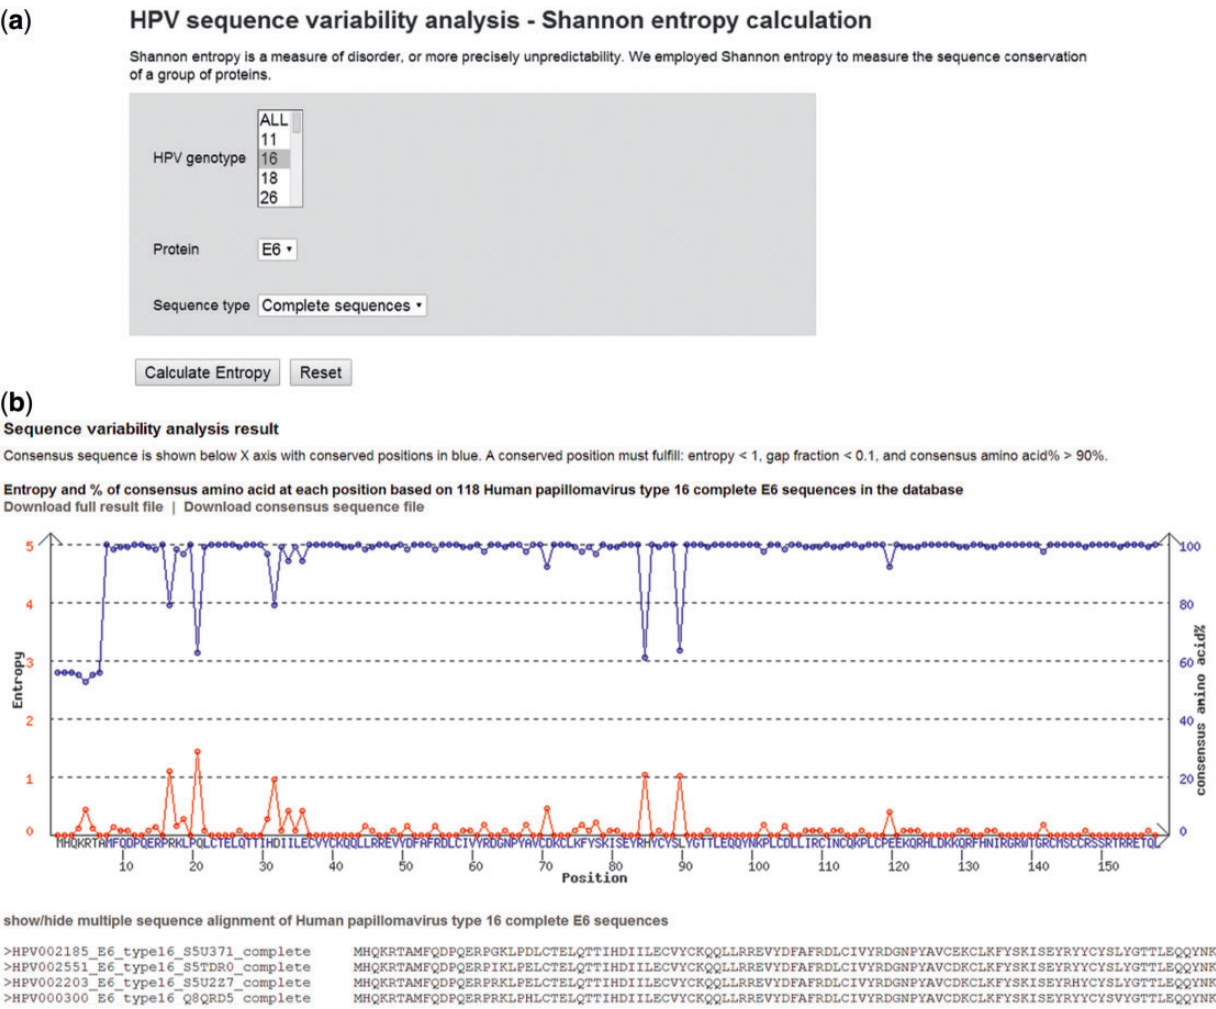 (a)
HPV sequence variability analysis - Shannon entropy calculation
Shannon entropy is a measure of disorder, or more precisely unpredictability. We employed Shannon entropy to measure the sequence conservation
of a group of proteins.
HPV genotype
ALL
11
16
18
26
Protein
E6
Sequence type
Complete sequences
Calculate Entropy
Reset
(b)
Sequence variability analysis result
Consensus sequence is shown below X axis with conserved positions in blue. A conserved position must fulfill: entropy < 1, gap fraction < 0.1, and consensus amino acid% > 90%.
Entropy and % of consensus amino acid at each position based on 118 Human papillomavirus type 16 complete E6 sequences in the database
Download full result file | Download consensus sequence file
5
4
3
2
1
0
Entropy
100
80
60
40
20
0
consensus amino acid%
MHQKRTAMFQDPQERPRKLPQLCTELQTTIHDIILECVYCKQQLLRREVYDFAFRDLCIVYRDGNPYAVCDKCLKFYSKISEYRHYCYSLYGTTLEQQYNKPLCDLLIRCINCQKPLCPEEKQRHLDKKQRFHNIRGRWTGRCMSCCRSSRTRRETQL
10 20 30 40 50 60 70 80 90 100 110 120 130 140 150
Position
show/hide multiple sequence alignment of Human papillomavirus type 16 complete E6 sequences
>HPV002185_E6_type16_S5U371_complete MHQKRTAMFQDPQERPGKLPDLCTELQTTIHDIILECVYCKQQLLRREVYDFAFRDLCIVYRDGNPYAVCEKCLKFYSKISEYRYYCYSLYGTTLEQQYNK
>HPV002551_E6_type16_S5TDR0_complete MHQKRTAMFQDPQERPIKLPELCTELQTTIHDIILECVYCKQQLLRREVYDFAFRDLCIVYRDGNPYAVCDKCLKFYSKISEYRYYCYSLYGTTLEQQYNK
>HPV002203_E6_type16_S5U2Z7_complete MHQKRTAMFQDPQERPRKLPELCTELQTTIHDIILECVYCKQQLLRREVYDFAFRDLCIVYRDGNPYAVCDKCLKFYSKISEYRHYCYSLYGTTLEQQYNK
>HPV000300_E6_type16_Q8QRD5_complete MHQKRTAMFQDPQERPRKLPHLCTELQTTIHDIILECVYCKQQLLRREVYDFAFRDLCIVYRDGNPYAVCDKCLKFYSKISEYRYYCYSVYGTTLEQQYNK